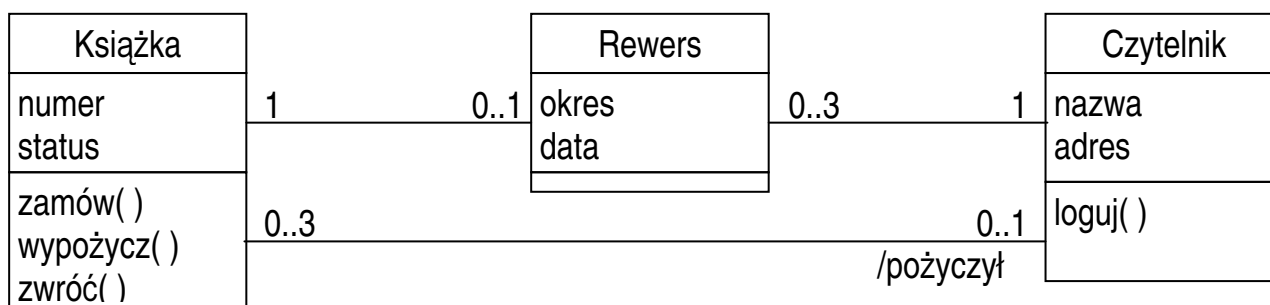 Książka
numer
status
zamów( )
wypożycz( )
zwróć( )
1
0..1
Rewers
okres
data
0..3
1
Czytelnik
nazwa
adres
loguj( )
0..3
0..1
/pożyczył